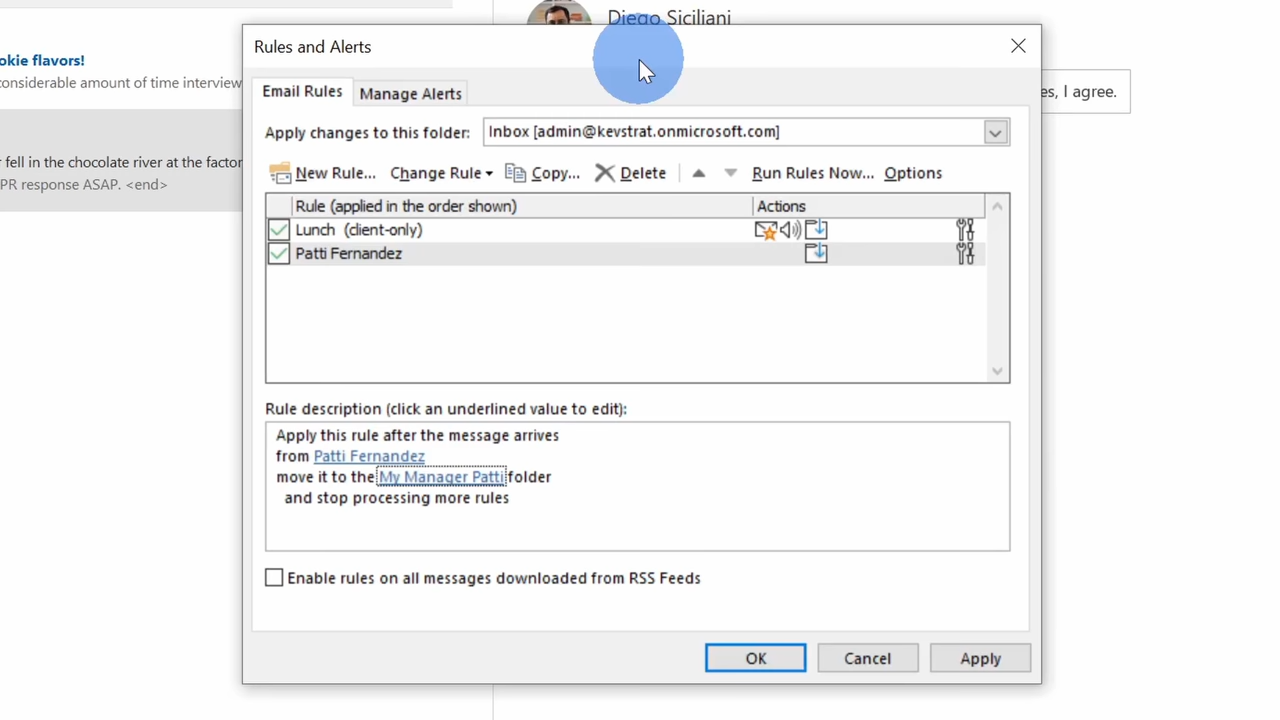 Diego Siciliani
Rules and Alerts
okie flavors!
considerable amount of time interview
fell in the chocolate river at the factor
PR response ASAP. <end>
es, I agree.
Email Rules
Manage Alerts
Apply changes to this folder:
Inbox [admin@kevstrat.onmicrosoft.com]
New Rule...
Change Rule
Copy...
Delete
Run Rules Now...
Options
Rule (applied in the order shown)
Actions
Lunch (client-only)
Patti Fernandez
Rule description (click an underlined value to edit):
Apply this rule after the message arrives
from Patti Fernandez
move it to the My Manager Patti folder
and stop processing more rules
Enable rules on all messages downloaded from RSS Feeds
OK
Cancel
Apply